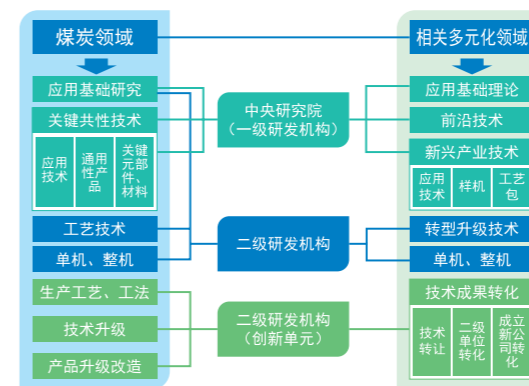 煤炭领域
应用基础研究
关键共性技术
应用
技术
通用
性产
品
关键
元部
件、
材料
工艺技术
单机、整机
生产工艺、工法
技术升级
产品升级改造
中央研究院
（一级研发机构）
二级研发机构
二级研发机构
（创新单元）
相关多元化领域
应用基础理论
前沿技术
新兴产业技术
应用
技术
样机
工艺
包
转型升级技术
单机、整机
技术成果转化
技术
转让
二级
单位
转化
成立
新公
司转
化